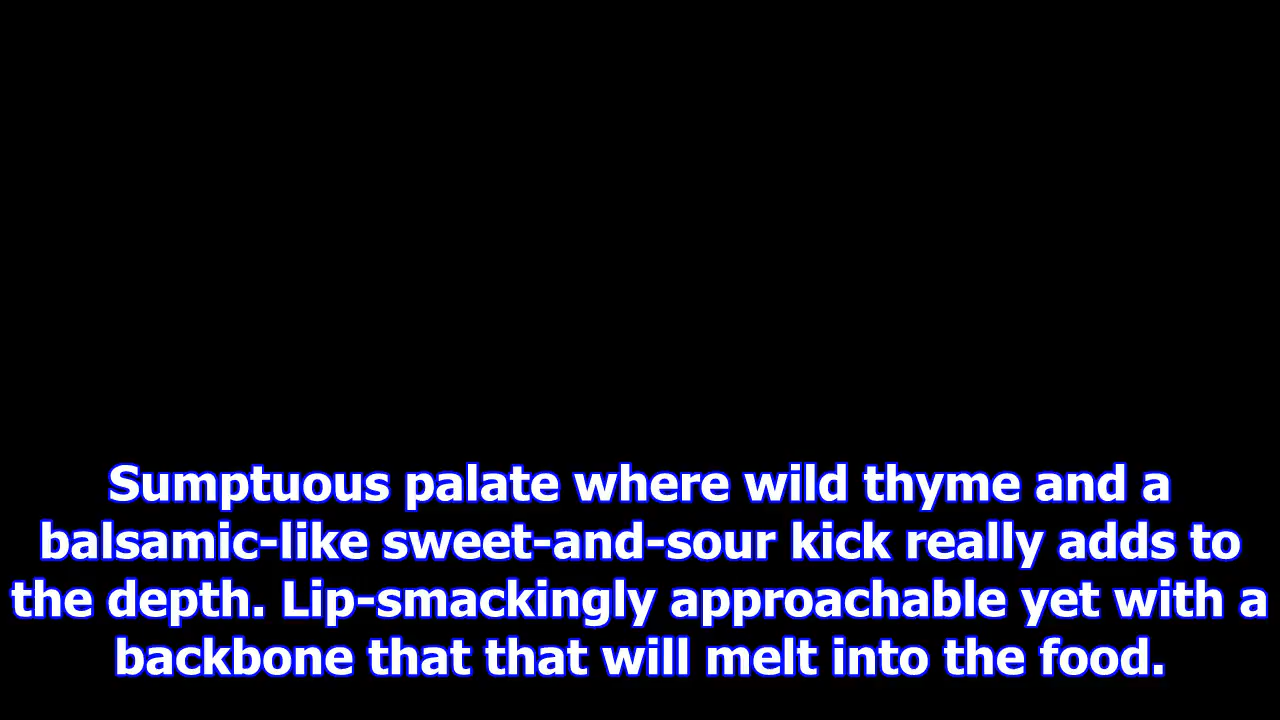 Sumptuous palate where wild thyme and a
balsamic-like sweet-and-sour kick really adds to
the depth. Lip-smackingly approachable yet with a
backbone that that will melt into the food.